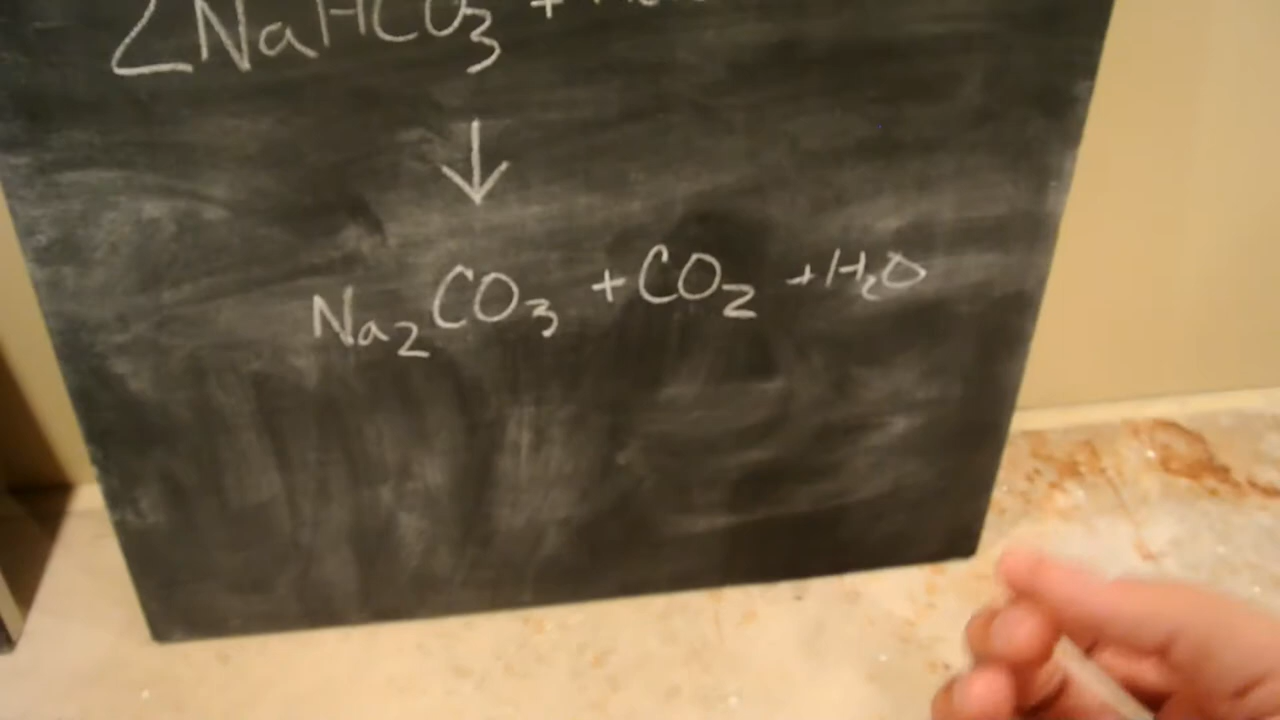 2NaHCO₃ +
↓
Na₂CO₃ + CO₂ + H₂O